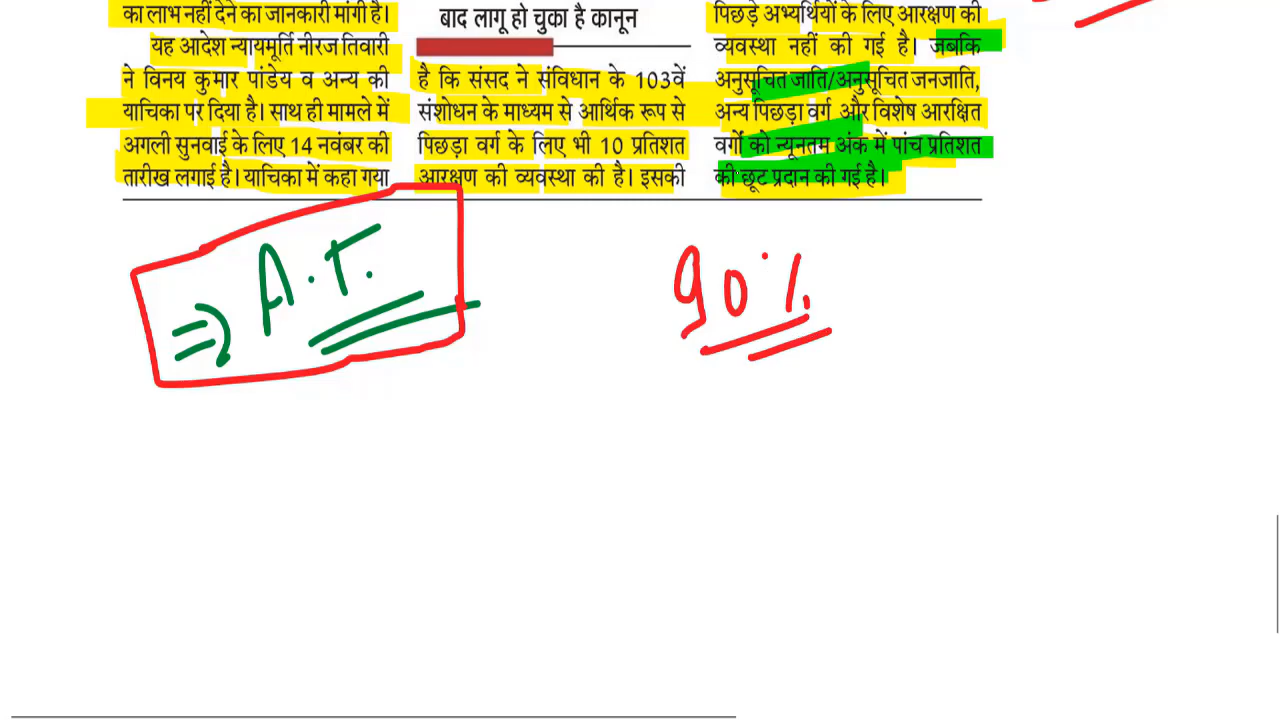 का लाभ नहीं देने का जानकारी मांगी है।
यह आदेश न्यायमूर्ति नीरज तिवारी
ने विनय कुमार पांडेय व अन्य की
याचिका पर दिया है। साथ ही मामले में
अगली सुनवाई के लिए 14 नवंबर की
तारीख लगाई है। याचिका में कहा गया
बाद लागू हो चुका है कानून
है कि संसद ने संविधान के 103वें
संशोधन के माध्यम से आर्थिक रूप से
पिछड़ा वर्ग के लिए भी 10 प्रतिशत
आरक्षण की व्यवस्था की है। इसकी
पिछड़े अभ्यर्थियों के लिए आरक्षण की
व्यवस्था नहीं की गई है। जबकि
अनुसूचित जाति/अनुसूचित जनजाति,
अन्य पिछड़ा वर्ग और विशेष आरक्षित
वर्गों को न्यूनतम अंक में पांच प्रतिशत
की छूट प्रदान की गई है।
⇒ A.T.
90%